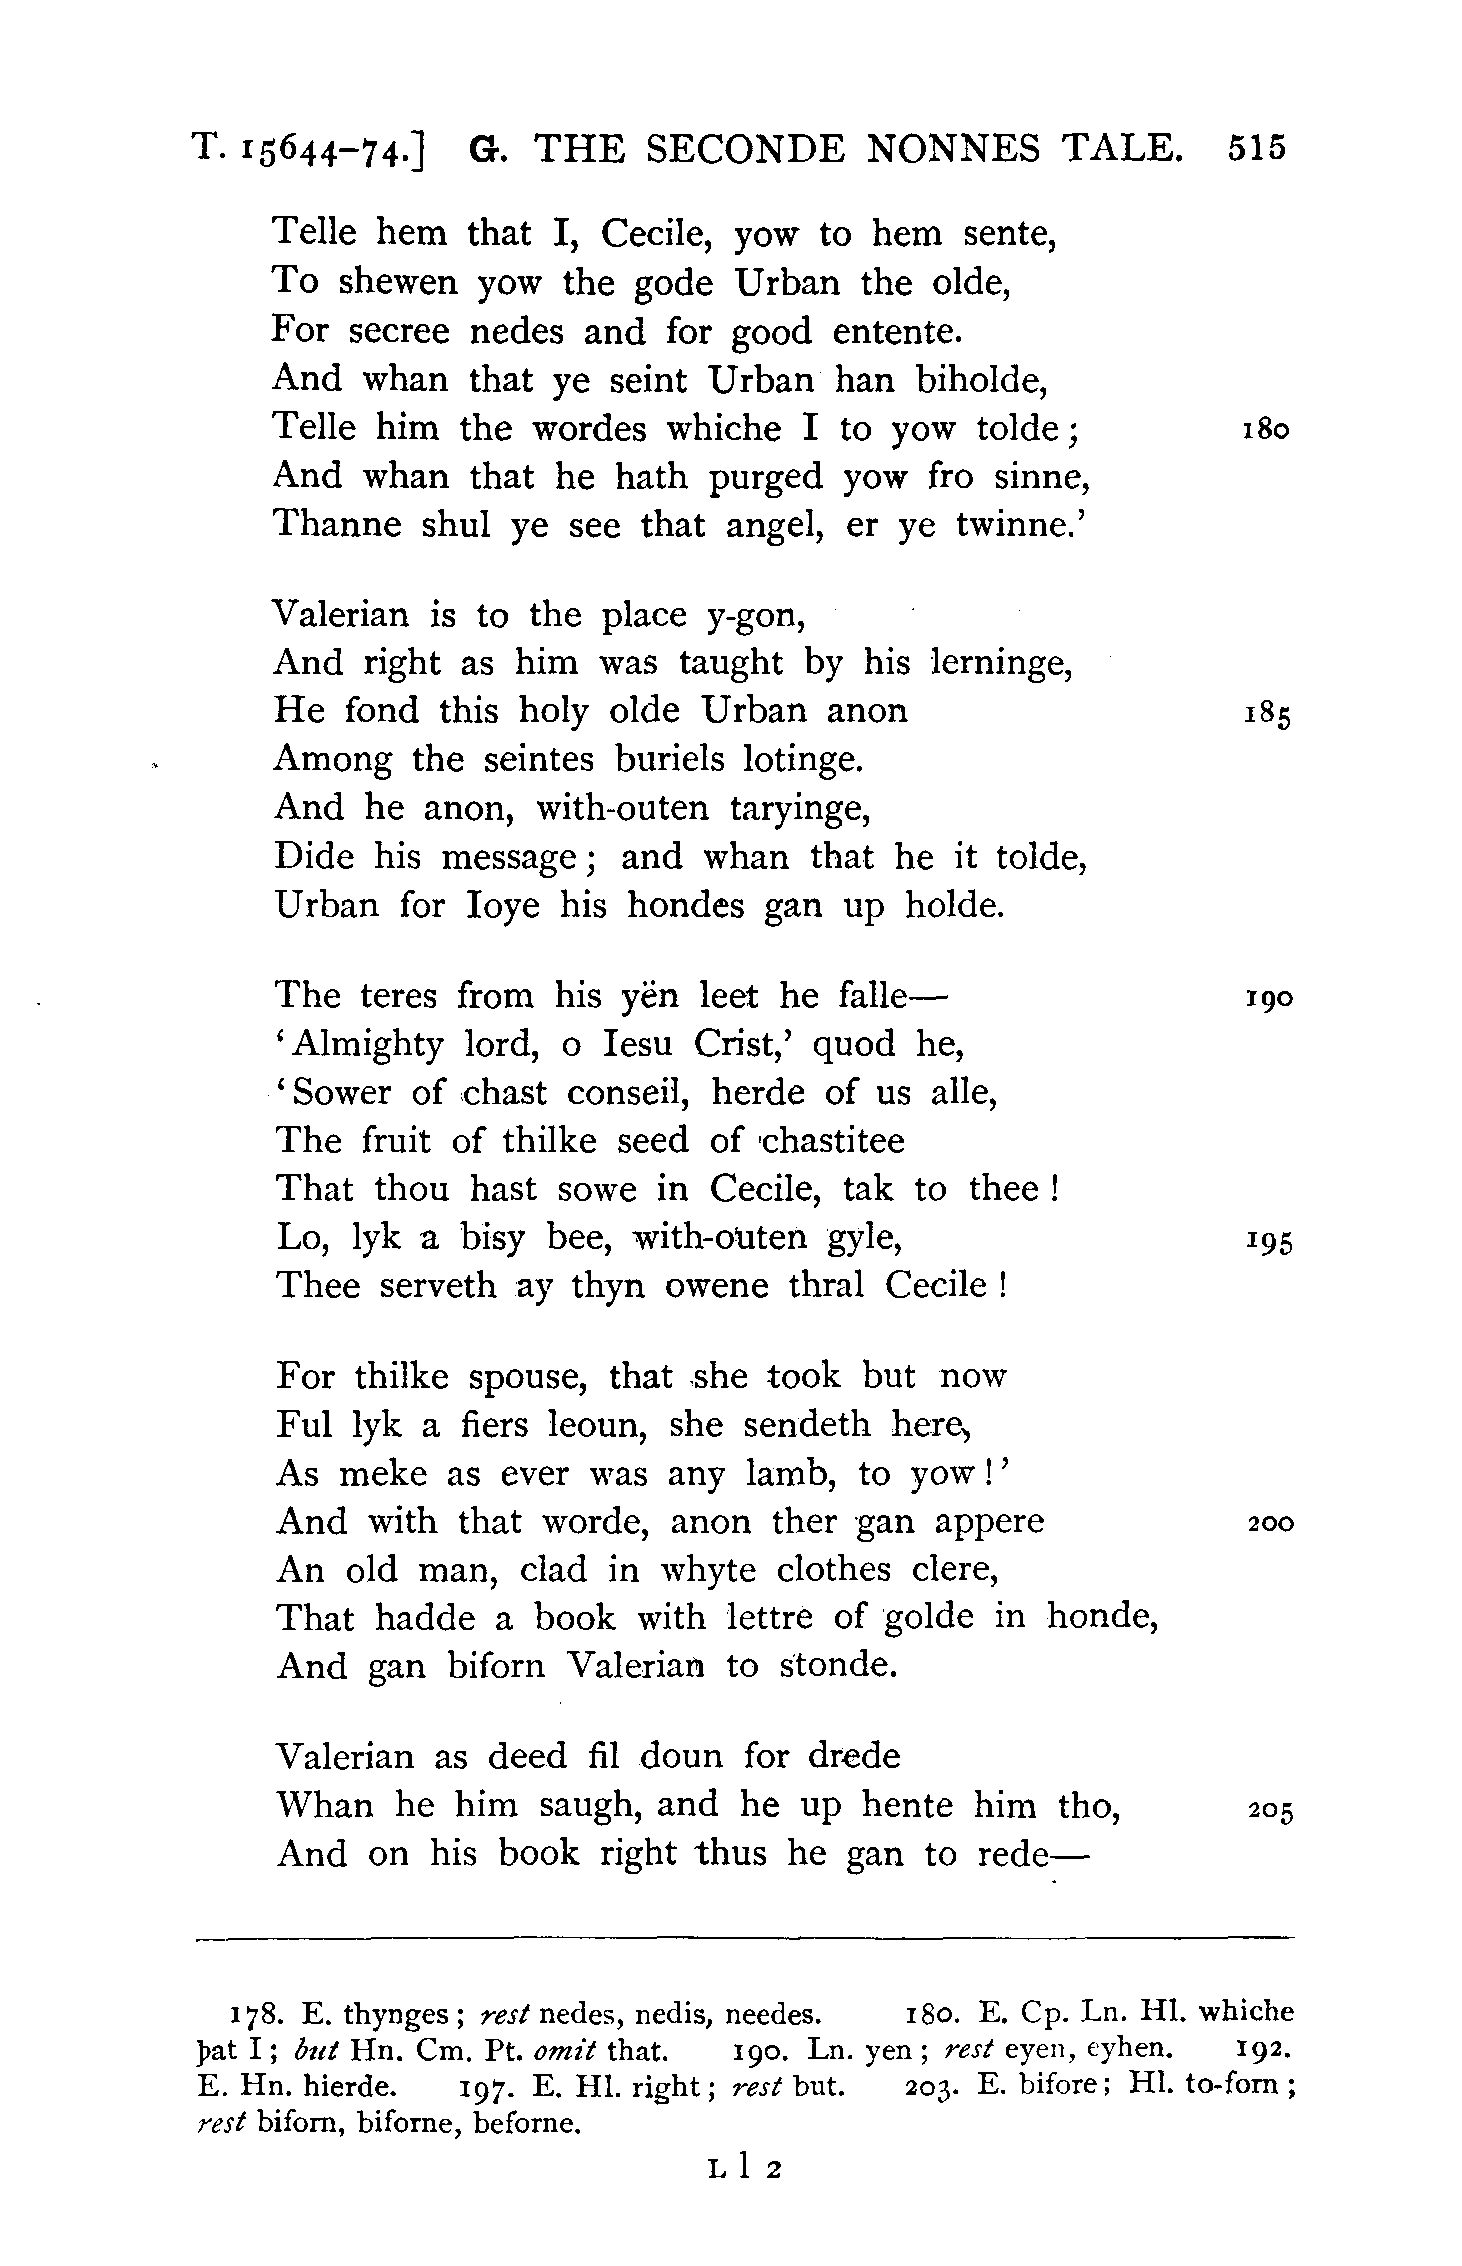 T. 15644-74.] G. THE SECONDE NONNES TALE. 515
Telle hem that I, Cecile, yow to hem sente,
To shewen yow the gode Urban the olde,
For secree nedes and for good entente.
And whan that ye seint Urban han biholde,
Telle him the wordes whiche I to yow tolde; 180
And whan that he hath purged yow fro sinne,
Thanne shul ye see that angel, er ye twinne.’
Valerian is to the place y-gon,
And right as him was taught by his lerninge,
He fond this holy olde Urban anon 185
Among the seintes buriels lotinge.
And he anon, with-outen taryinge,
Dide his message; and whan that he it tolde,
Urban for Ioye his hondes gan up holde.
The teres from his yën leet he falle— 190
‘Almighty lord, o Iesu Crist,’ quod he,
‘Sower of chast conseil, herde of us alle,
The fruit of thilke seed of chastitee
That thou hast sowe in Cecile, tak to thee!
Lo, lyk a bisy bee, with-outen gyle, 195
Thee serveth ay thyn owene thral Cecile!
For thilke spouse, that she took but now
Ful lyk a fiers leoun, she sendeth here,
As meke as ever was any lamb, to yow!’
And with that worde, anon ther gan appere 200
An old man, clad in whyte clothes clere,
That hadde a book with lettre of golde in honde,
And gan biforn Valerian to stonde.
Valerian as deed fil doun for drede
Whan he him saugh, and he up hente him tho, 205
And on his book right thus he gan to rede—
178. E. thynges; rest nedes, nedis, needes. 180. E. Cp. Ln. Hl. whiche
þat I; but Hn. Cm. Pt. omit that. 190. Ln. yen; rest eyen, eyhen. 192.
E. Hn. hierde. 197. E. Hl. right; rest but. 203. E. bifore; Hl. to-forn;
rest biforn, biforne, beforne.
L l 2